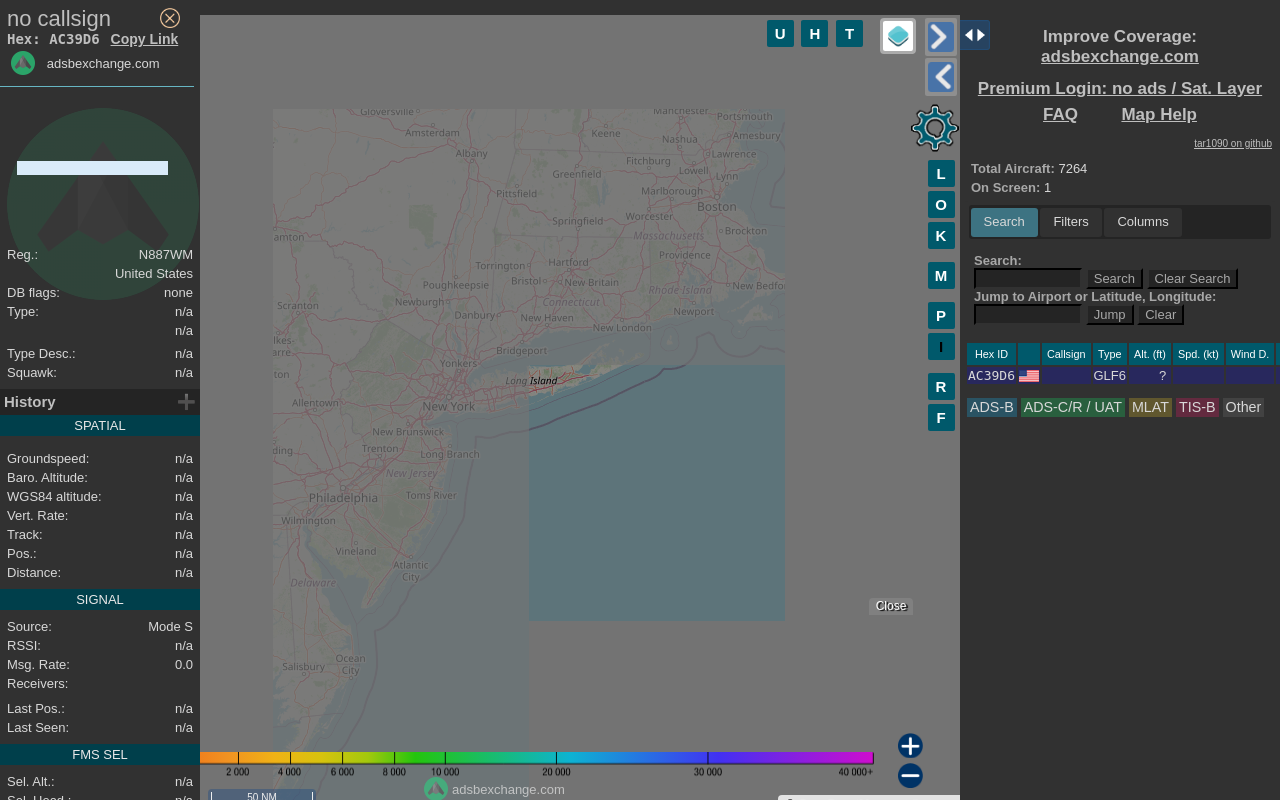 no callsign
Hex: AC39D6 Copy Link
adsbexchange.com
Reg.: N887WM
United States
DB flags: none
Type: n/a
n/a
Type Desc.: n/a
Squawk: n/a
History
SPATIAL
Groundspeed: n/a
Baro. Altitude: n/a
WGS84 altitude: n/a
Vert. Rate: n/a
Track: n/a
Pos.: n/a
Distance: n/a
SIGNAL
Source: Mode S
RSSI: n/a
Msg. Rate: 0.0
Receivers:
Last Pos.: n/a
Last Seen: n/a
FMS SEL
Sel. Alt.: n/a
Sel. Head.: n/a
U H T
L
O
K
M
P
I
R
F
Gloversville
Manchester
Portsmouth
Amsterdam
Keene
Nashua
Amesbury
Albany
Fitchburg
Lawrence
Greenfield
Lowell
Lynn
Pittsfield
Marlborough
Boston
Springfield
Worcester
Brockton
amton
Massachusetts
Torrington
Hartford
Providence
Poughkeepsie
Bristol
New Britain
Rhode Island
New Bedfo
Scranton
Newburgh
Connecticut
Danbury
New Haven
Newport
New London
lkes-
arre
Bridgeport
Yonkers
ton
Long Island
Allentown
New York
New Brunswick
ding
Trenton
Long Branch
New Jersey
Philadelphia
Toms River
Wilmington
Vineland
Atlantic
City
Delaware
Ocean
City
Salisbury
Close
2 000 4 000 6 000 8 000 10 000 20 000 30 000 40 000+
adsbexchange.com
50 NM
Improve Coverage:
adsbexchange.com
Premium Login: no ads / Sat. Layer
FAQ Map Help
tar1090 on github
Total Aircraft: 7264
On Screen: 1
Search Filters Columns
Search:
Search Clear Search
Jump to Airport or Latitude, Longitude:
Jump Clear
Hex ID Callsign Type Alt. (ft) Spd. (kt) Wind D.
AC39D6 GLF6 ?
ADS-B ADS-C/R / UAT MLAT TIS-B Other